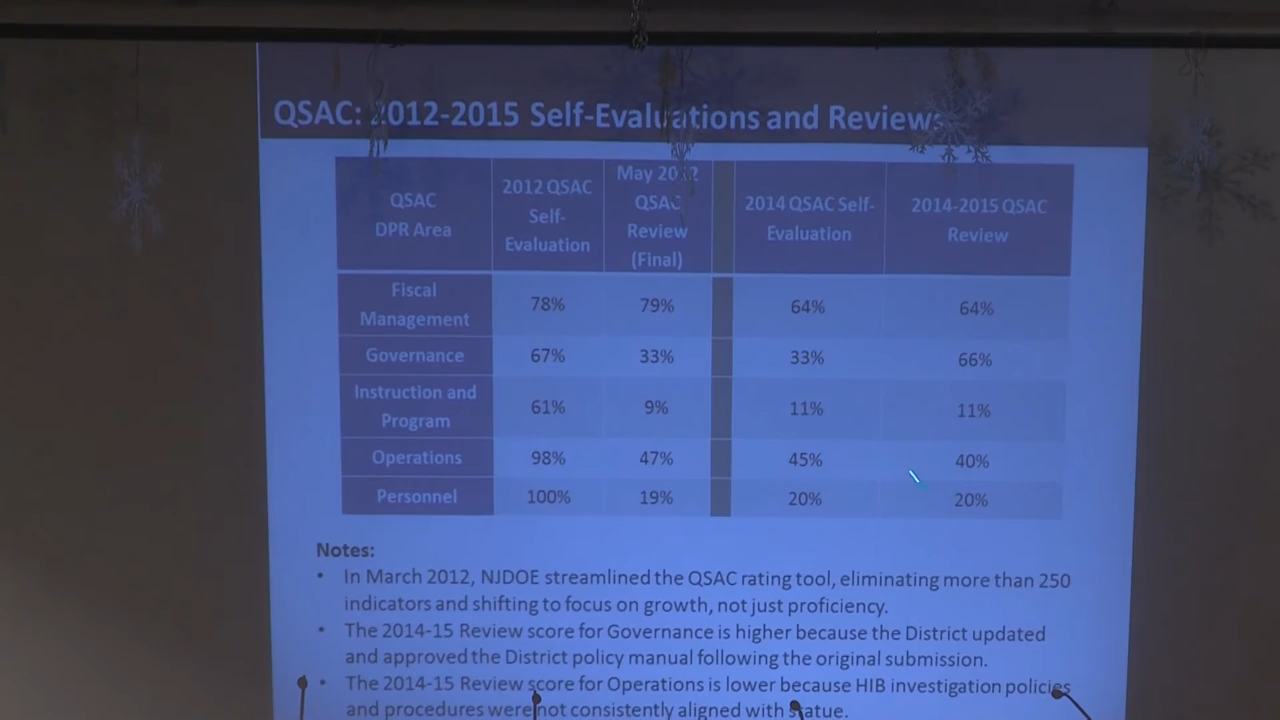 QSAC: 2012-2015 Self-Evaluations and Reviews
QSAC
DPR Area
2012 QSAC
Self-
Evaluation
May 2012
QSAC
Review
(Final)
2014 QSAC Self-
Evaluation
2014-2015 QSAC
Review
Fiscal
Management
78%
79%
64%
64%
Governance
67%
33%
33%
66%
Instruction and
Program
61%
9%
11%
11%
Operations
98%
47%
45%
40%
Personnel
100%
19%
20%
20%
Notes:
• In March 2012, NJDOE streamlined the QSAC rating tool, eliminating more than 250
indicators and shifting to focus on growth, not just proficiency.
• The 2014-15 Review score for Governance is higher because the District updated
and approved the District policy manual following the original submission.
• The 2014-15 Review score for Operations is lower because HIB investigation policies
and procedures were not consistently aligned with statue.